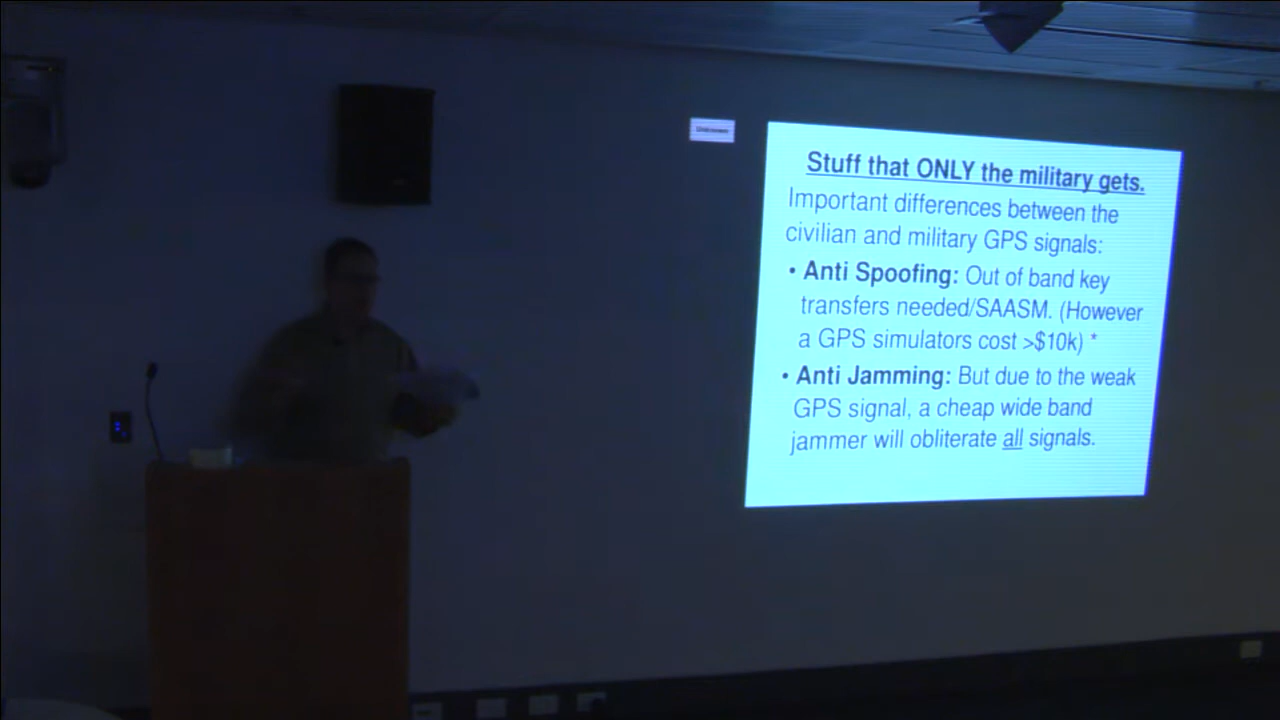 Stuff that ONLY the military gets.
Important differences between the
civilian and military GPS signals:
• Anti Spoofing: Out of band key
transfers needed/SAASM. (However
a GPS simulators cost >$10k) *
• Anti Jamming: But due to the weak
GPS signal, a cheap wide band
jammer will obliterate all signals.